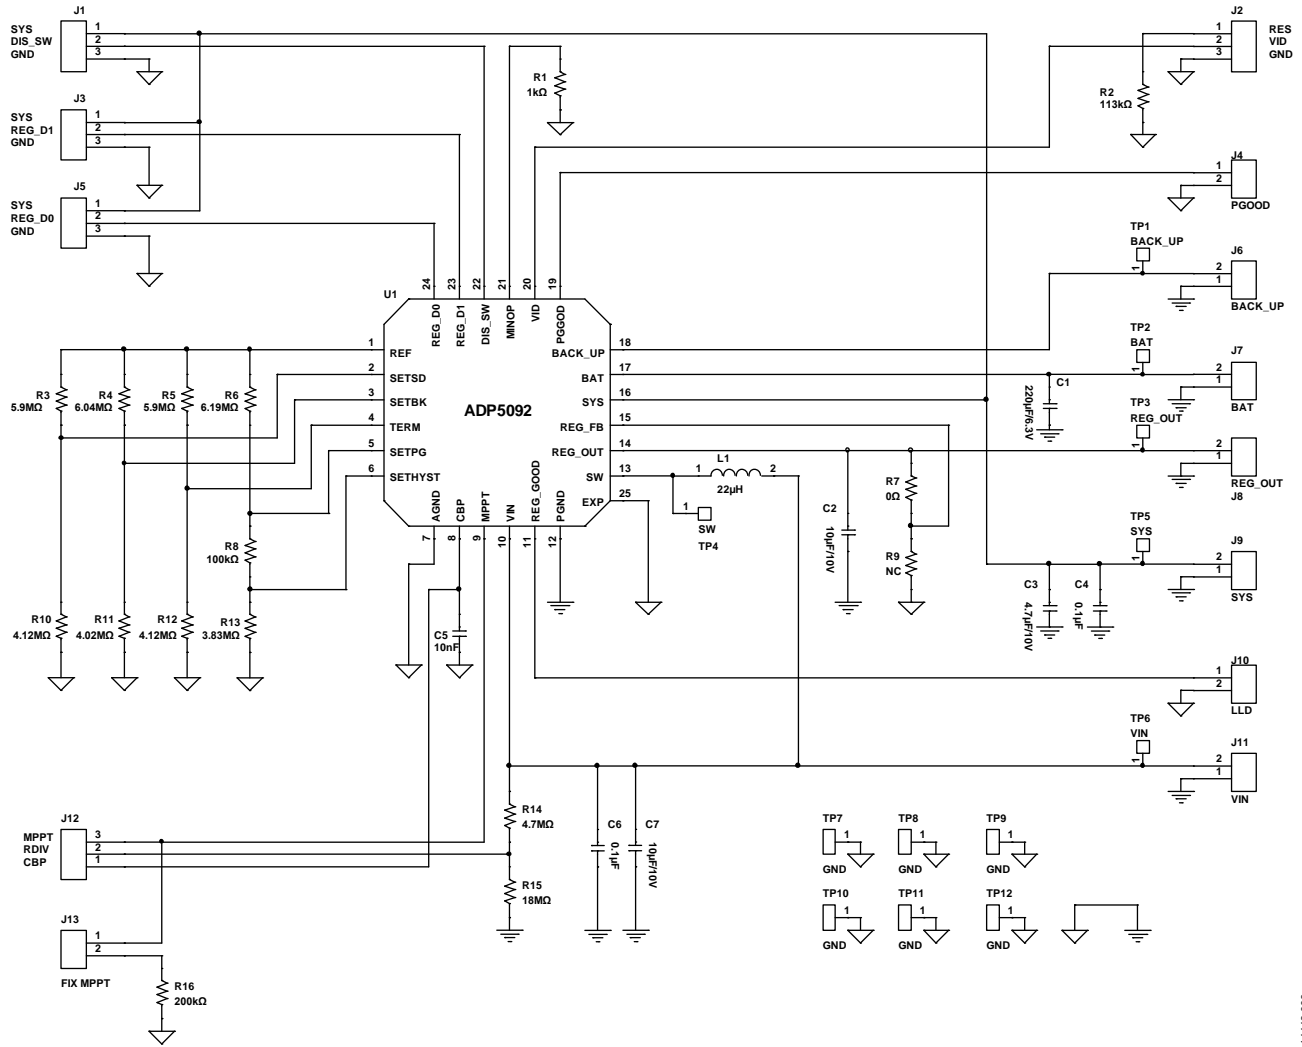 J1
SYS 1
DIS_SW 2
GND 3
J3
SYS 1
REG_D1 2
GND 3
J5
SYS 1
REG_D0 2
GND 3
R1
1kΩ
J2
1 RES
2 VID
3 GND
R2
113kΩ
J4
1
2
PGOOD
TP1
BACK_UP
1
J6
2
1
BACK_UP
TP2
BAT
1
J7
2
1
BAT
TP3
REG_OUT
1
2
1
REG_OUT
J8
TP5
SYS
1
J9
2
1
SYS
J10
1
2
LLD
TP6
VIN
1
J11
2
1
VIN
U1
ADP5092
24 REG_D0
23 REG_D1
22 DIS_SW
21 MINOP
20 VID
19 PGGOD
1 REF
2 SETSD
3 SETBK
4 TERM
5 SETPG
6 SETHYST
BACK_UP 18
BAT 17
SYS 16
REG_FB 15
REG_OUT 14
SW 13
EXP 25
AGND 7
CBP 8
MPPT 9
VIN 10
REG_GOOD 11
PGND 12
R3
5.9MΩ
R4
6.04MΩ
R5
5.9MΩ
R6
6.19MΩ
R8
100kΩ
R10
4.12MΩ
R11
4.02MΩ
R12
4.12MΩ
R13
3.83MΩ
C5
10nF
L1
1 2
22µH
1
SW
TP4
C1
220µF/6.3V
C2
10µF/10V
R7
0Ω
R9
NC
C3
4.7µF/10V
C4
0.1µF
J12
MPPT 3
RDIV 2
CBP 1
J13
1
2
FIX MPPT
R16
200kΩ
R14
4.7MΩ
R15
18MΩ
C6
0.1µF
C7
10µF/10V
TP7
1
GND
TP8
1
GND
TP9
1
GND
TP10
1
GND
TP11
1
GND
TP12
1
GND